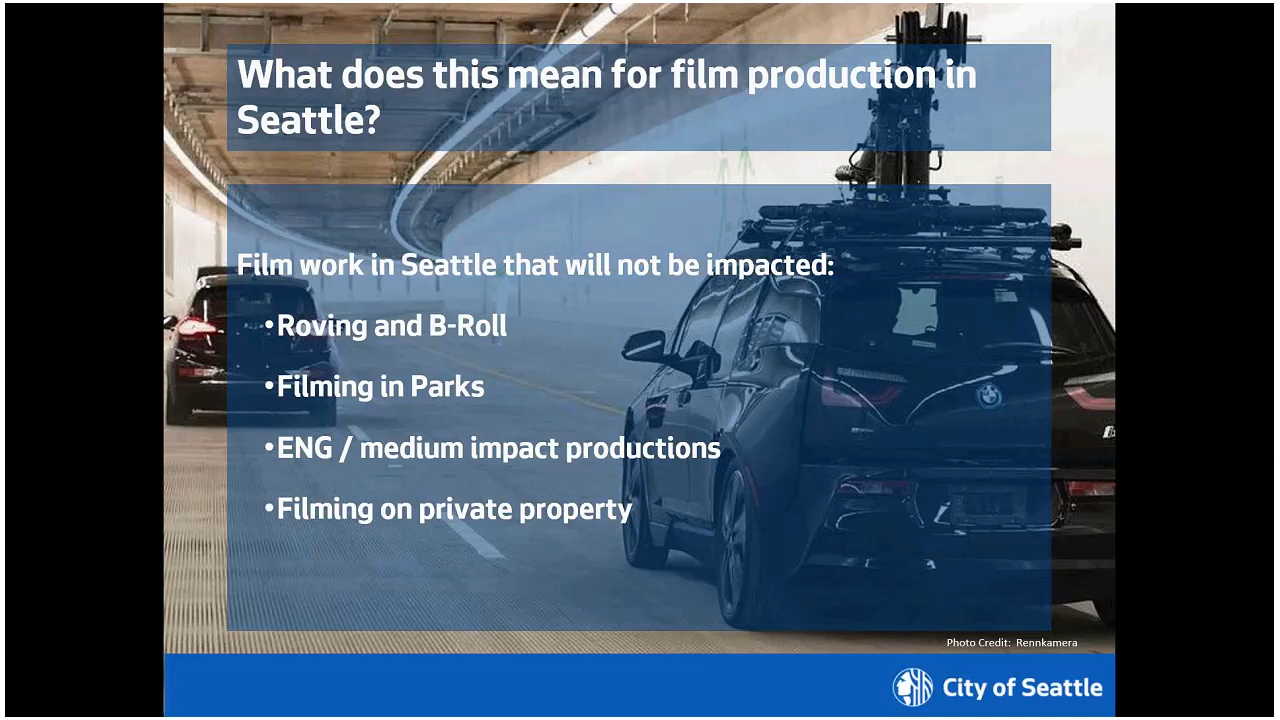 What does this mean for film production in
Seattle?
Film work in Seattle that will not be impacted:
•Roving and B-Roll
•Filming in Parks
•ENG / medium impact productions
•Filming on private property
Photo Credit: Rennkamera
City of Seattle